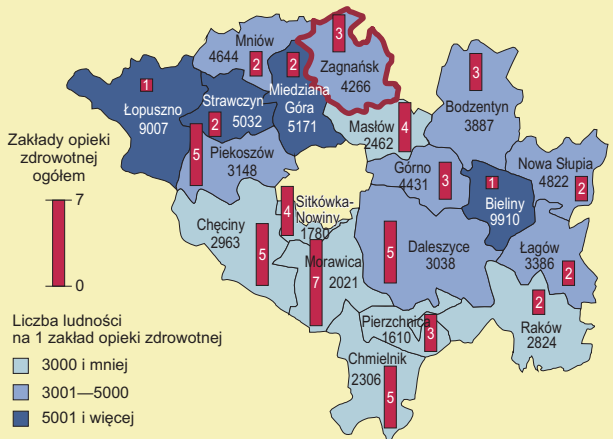 3
Mniów
4644
2
2
Zagnańsk
4266
3
Bodzentyn
3887
1
Łopuszno
9007
Strawczyn
5032
2
Miedziana
Góra
5171
Masłów
2462
4
Zakłady opieki
zdrowotnej
ogółem
7
0
5
Piekoszów
3148
Górno
4431
3
1
Bieliny
9910
Nowa Słupia
4822
2
Chęciny
2963
5
4
Sitkówka-
Nowiny
1780
Morawica
2021
7
5
Daleszyce
3038
Łagów
3386
2
2
Raków
2824
Pierzchnica
1610
3
Chmielnik
2306
5
Liczba ludności
na 1 zakład opieki zdrowotnej
3000 i mniej
3001—5000
5001 i więcej